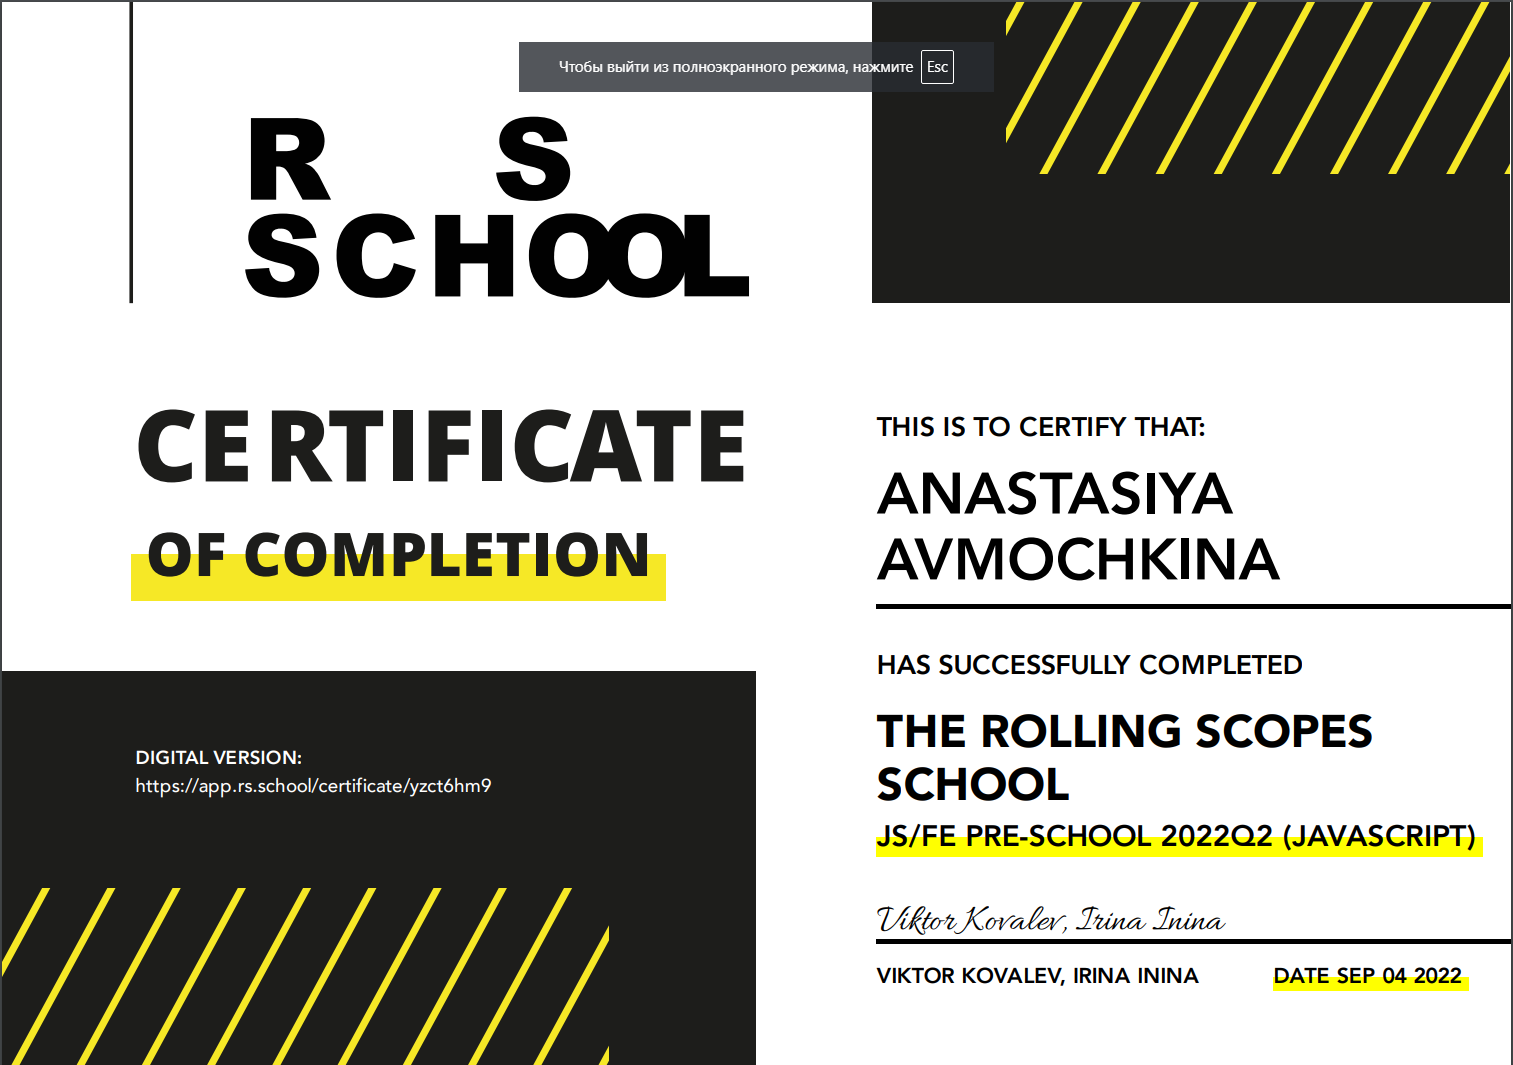 Чтобы выйти из полноэкранного режима, нажмите Esc
R S
SCHOOL
CERTIFICATE
OF COMPLETION
DIGITAL VERSION:
https://app.rs.school/certificate/yzct6hm9
THIS IS TO CERTIFY THAT:
ANASTASIYA
AVMOCHKINA
HAS SUCCESSFULLY COMPLETED
THE ROLLING SCOPES
SCHOOL
JS/FE PRE-SCHOOL 2022Q2 (JAVASCRIPT)
Viktor Kovalev, Irina Inina
VIKTOR KOVALEV, IRINA ININA DATE SEP 04 2022